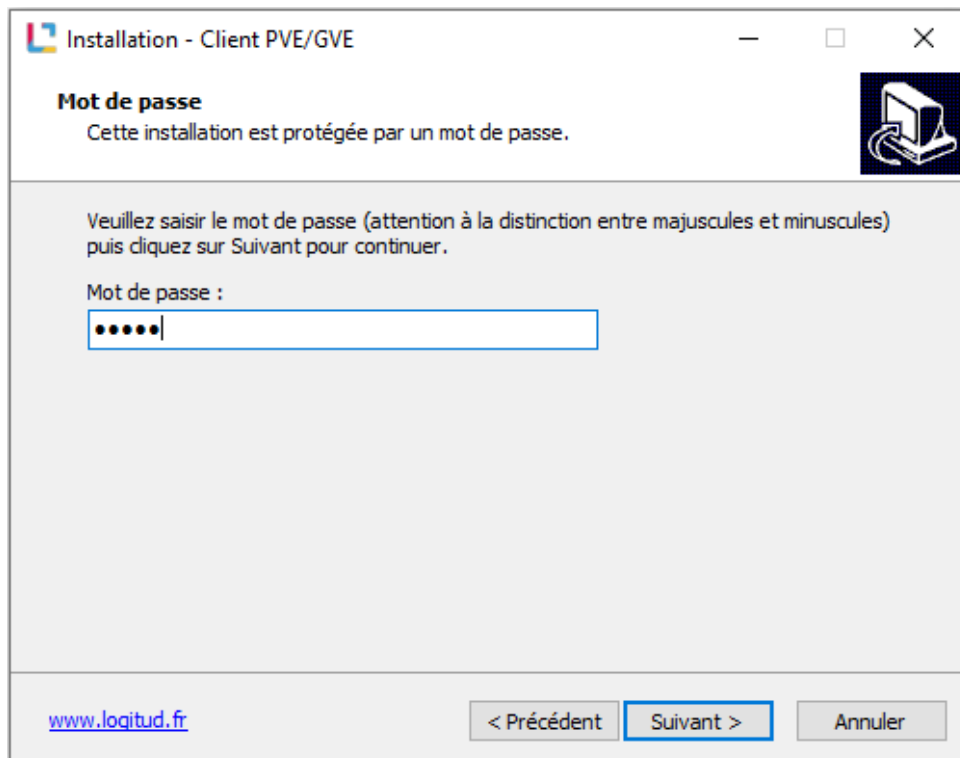 Installation - Client PVE/GVE
Mot de passe
Cette installation est protégée par un mot de passe.
Veuillez saisir le mot de passe (attention à la distinction entre majuscules et minuscules)
puis cliquez sur Suivant pour continuer.
Mot de passe :
•••••
www.logitud.fr
< Précédent
Suivant >
Annuler